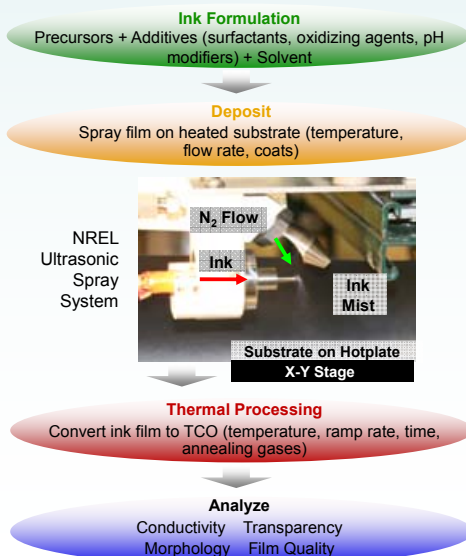 Ink Formulation
Precursors + Additives (surfactants, oxidizing agents, pH
modifiers) + Solvent
Deposit
Spray film on heated substrate (temperature,
flow rate, coats)
NREL
Ultrasonic
Spray
System
N2 Flow
Ink
Ink
Mist
Substrate on Hotplate
X-Y Stage
Thermal Processing
Convert ink film to TCO (temperature, ramp rate, time,
annealing gases)
Analyze
Conductivity Transparency
Morphology Film Quality